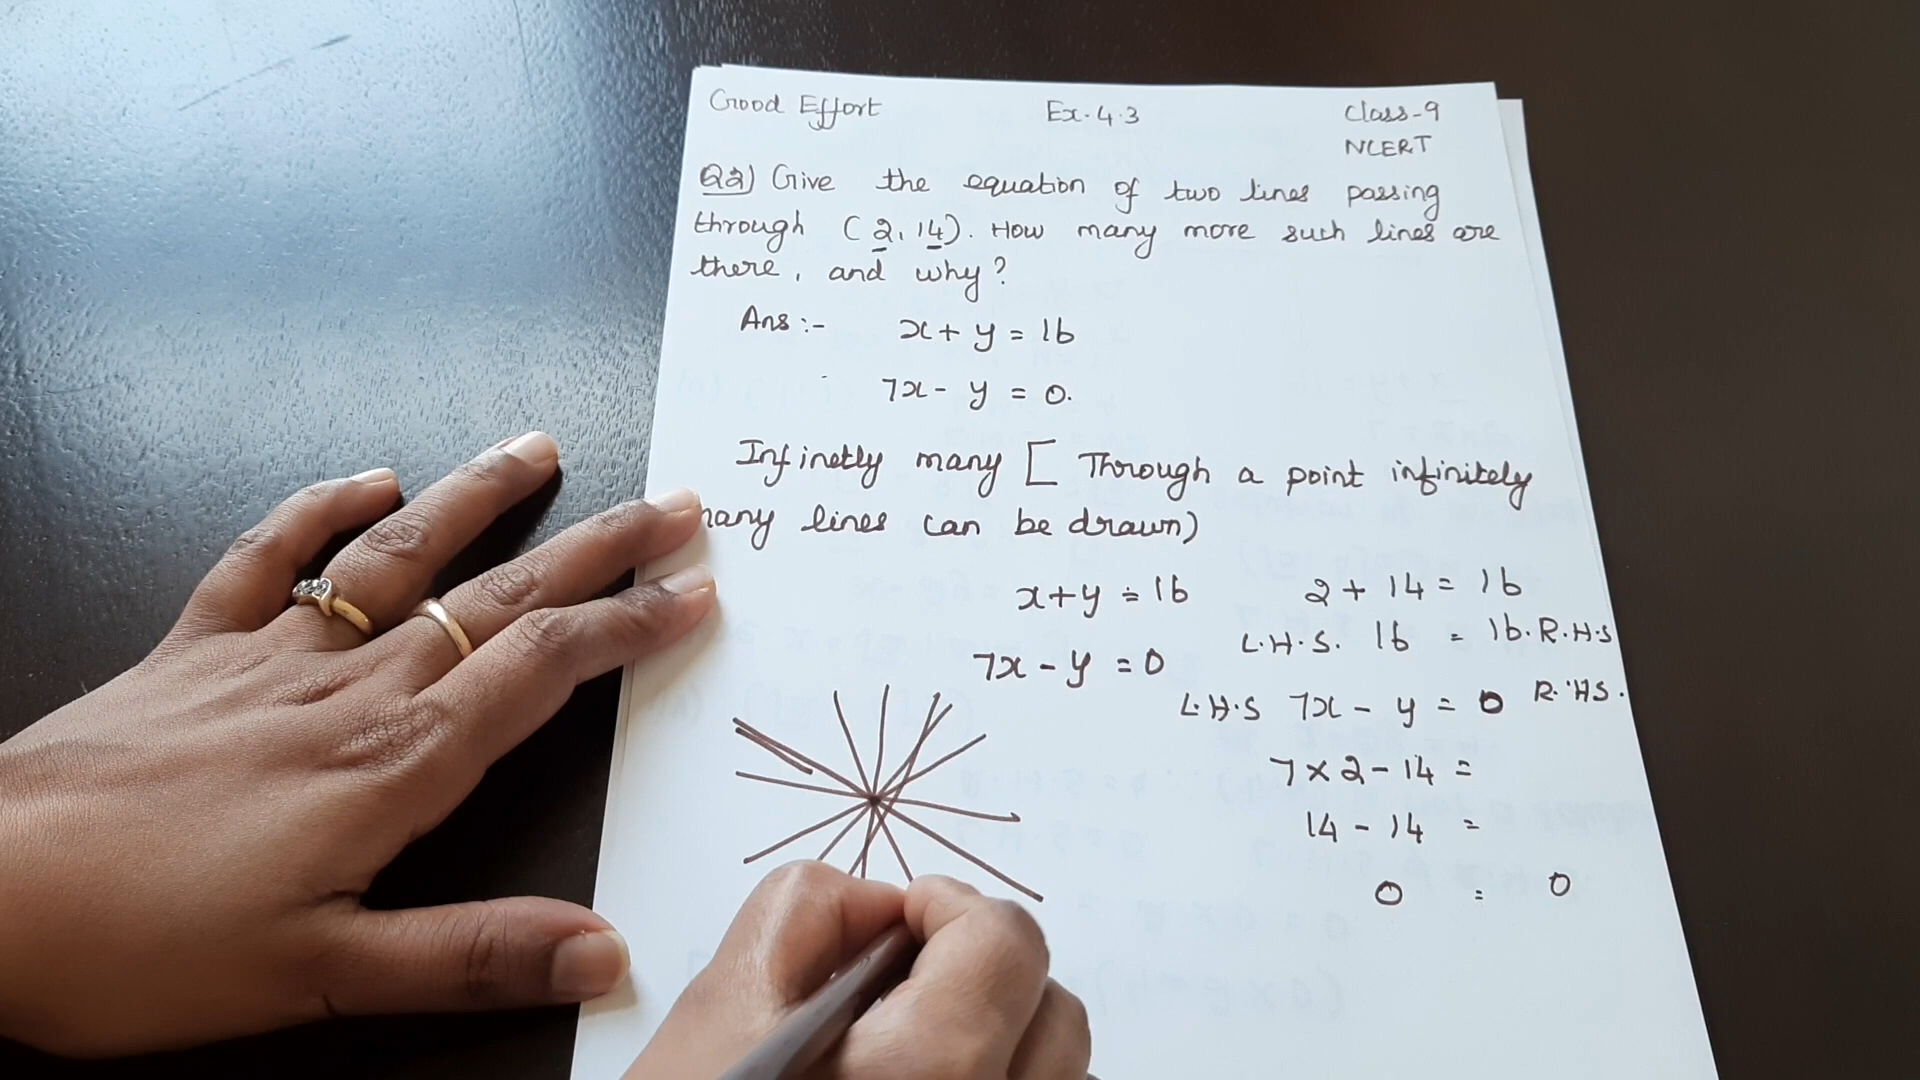 Good Effort Ex.4.3 Class-9
NCERT
Q2) Give the equation of two lines passing
through (2,14). How many more such lines are
there, and why?
Ans :- x + y = 16
7x - y = 0.
Infinetly many [ Through a point infinitely
many lines can be drawn)
x+y = 16 2 + 14 = 16
L.H.S. 16 = 16. R.H.S
7x - y = 0
L.H.S 7x - y = 0 R.HS.
7 x 2 - 14 =
14 - 14 =
0 = 0